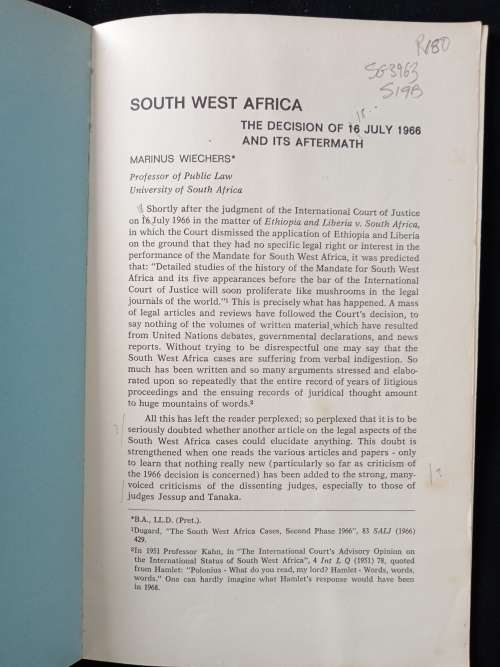 R180
SG3963
S19B
SOUTH WEST AFRICA
THE DECISION OF 16 JULY 1966
AND ITS AFTERMATH
MARINUS WIECHERS*
Professor of Public Law
University of South Africa
Shortly after the judgment of the International Court of Justice
on 16 July 1966 in the matter of Ethiopia and Liberia v. South Africa,
in which the Court dismissed the application of Ethiopia and Liberia
on the ground that they had no specific legal right or interest in the
performance of the Mandate for South West Africa, it was predicted
that: "Detailed studies of the history of the Mandate for South West
Africa and its five appearances before the bar of the International
Court of Justice will soon proliferate like mushrooms in the legal
journals of the world."¹ This is precisely what has happened. A mass
of legal articles and reviews have followed the Court's decision, to
say nothing of the volumes of written material which have resulted
from United Nations debates, governmental declarations, and news
reports. Without trying to be disrespectful one may say that the
South West Africa cases are suffering from verbal indigestion. So
much has been written and so many arguments stressed and elabo-
rated upon so repeatedly that the entire record of years of litigious
proceedings and the ensuing records of juridical thought amount
to huge mountains of words.²
All this has left the reader perplexed; so perplexed that it is to be
seriously doubted whether another article on the legal aspects of the
South West Africa cases could elucidate anything. This doubt is
strengthened when one reads the various articles and papers - only
to learn that nothing really new (particularly so far as criticism of
the 1966 decision is concerned) has been added to the strong, many-
voiced criticisms of the dissenting judges, especially to those of
judges Jessup and Tanaka.
*B.A., LL.D. (Pret.).
¹Dugard, "The South West Africa Cases, Second Phase 1966", 83 SALJ (1966)
429.
²In 1951 Professor Kahn, in "The International Court's Advisory Opinion on
the International Status of South West Africa", 4 Int L Q (1951) 78, quoted
from Hamlet: "Polonius - What do you read, my lord? Hamlet - Words, words,
words." One can hardly imagine what Hamlet's response would have been
in 1968.